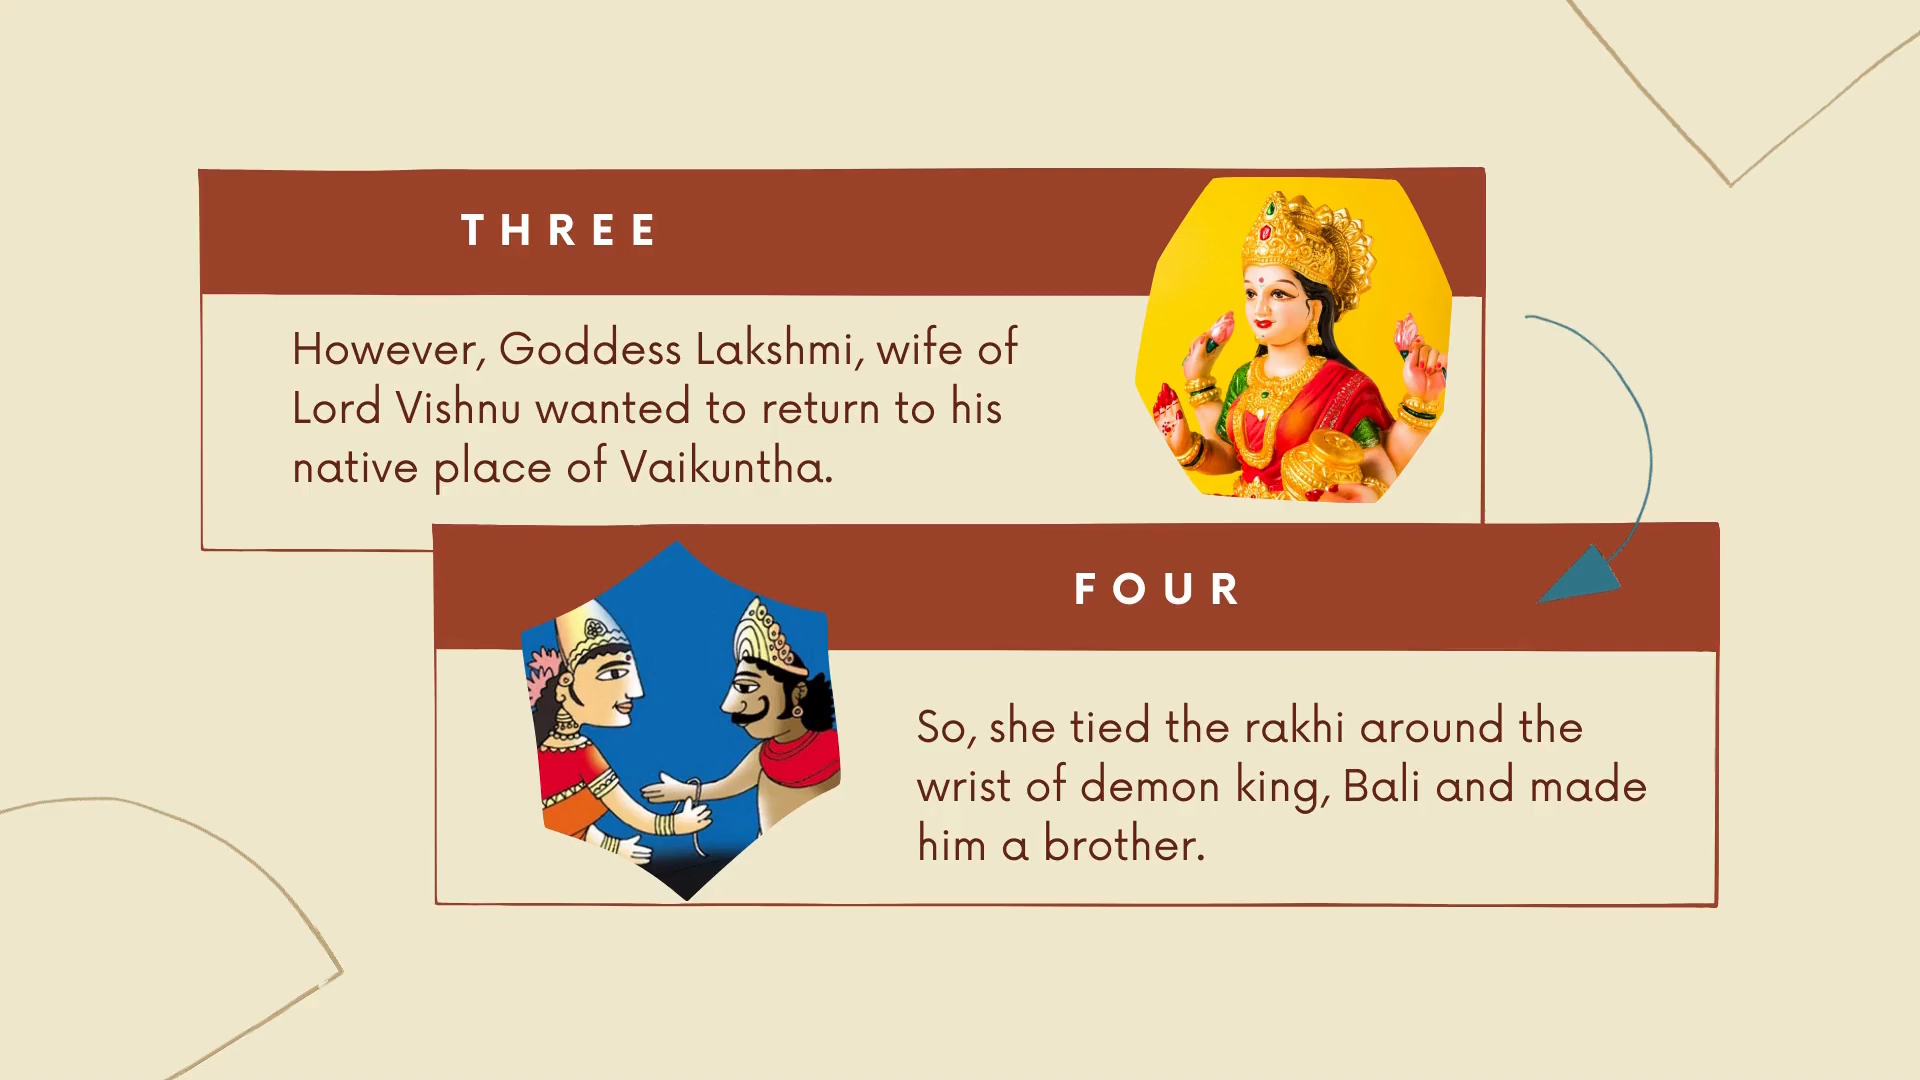 THREE
However, Goddess Lakshmi, wife of
Lord Vishnu wanted to return to his
native place of Vaikuntha.
FOUR
So, she tied the rakhi around the
wrist of demon king, Bali and made
him a brother.